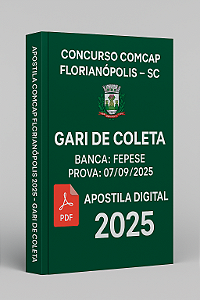 CONCURSO COMCAP
FLORIANÓPOLIS – SC
GARI DE COLETA
BANCA: FEPESE
PROVA: 07/09/2025
PDF
APOSTILA DIGITAL
2025
APOSTILA COMCAP FLORIANÓPOLIS 2025 – GARI DE COLETA